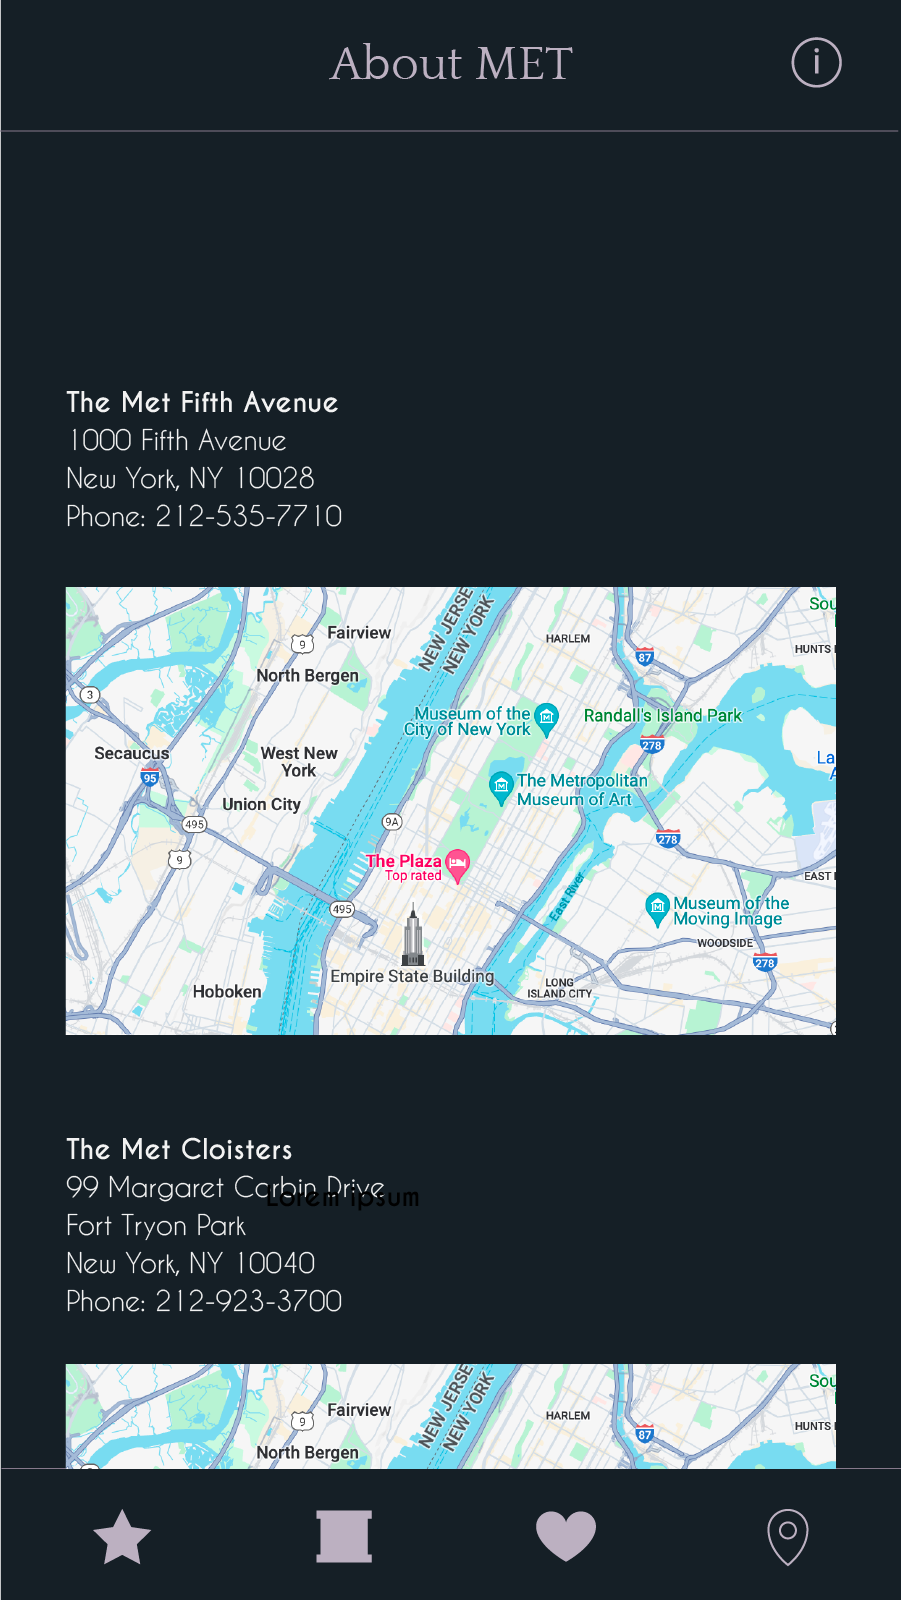 About MET
i
The Met Fifth Avenue
1000 Fifth Avenue
New York, NY 10028
Phone: 212-535-7710
NEW JERSE
NEW YORK
Sou
Fairview
9
HARLEM
HUNTS
87
North Bergen
3
Museum of the
City of New York
Randall's Island Park
278
Secaucus
West New
York
La
95
The Metropolitan
Museum of Art
Union City
495
9A
278
9
The Plaza
Top rated
EAST
East River
495
Museum of the
Moving Image
WOODSIDE
278
Empire State Building
LONG
ISLAND CITY
Hoboken
The Met Cloisters
99 Margaret Corbin Drive
Lorem ipsum
Fort Tryon Park
New York, NY 10040
Phone: 212-923-3700
NEW JERSE
NEW YORK
Sou
Fairview
9
HARLEM
HUNTS
87
North Bergen